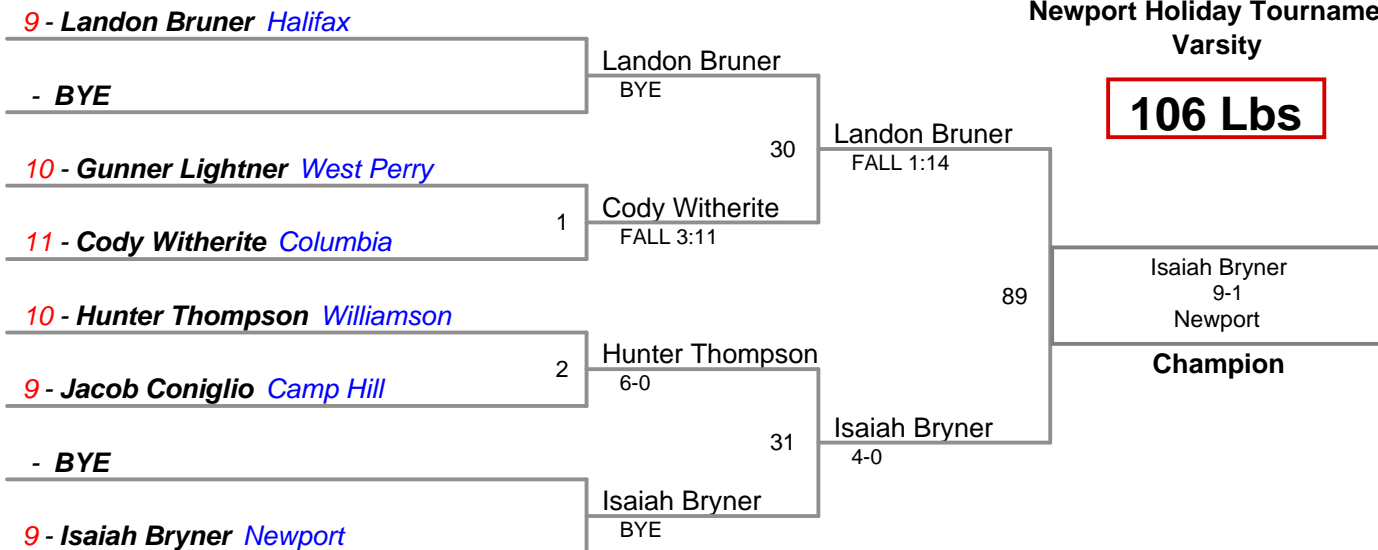 9 - Landon Bruner Halifax
- BYE
10 - Gunner Lightner West Perry
11 - Cody Witherite Columbia
10 - Hunter Thompson Williamson
9 - Jacob Coniglio Camp Hill
- BYE
9 - Isaiah Bryner Newport
1
2
Landon Bruner
BYE
Cody Witherite
FALL 3:11
Hunter Thompson
6-0
Isaiah Bryner
BYE
30
31
Landon Bruner
FALL 1:14
Isaiah Bryner
4-0
89
Newport Holiday Tourname
Varsity
106 Lbs
Isaiah Bryner
9-1
Newport
Champion